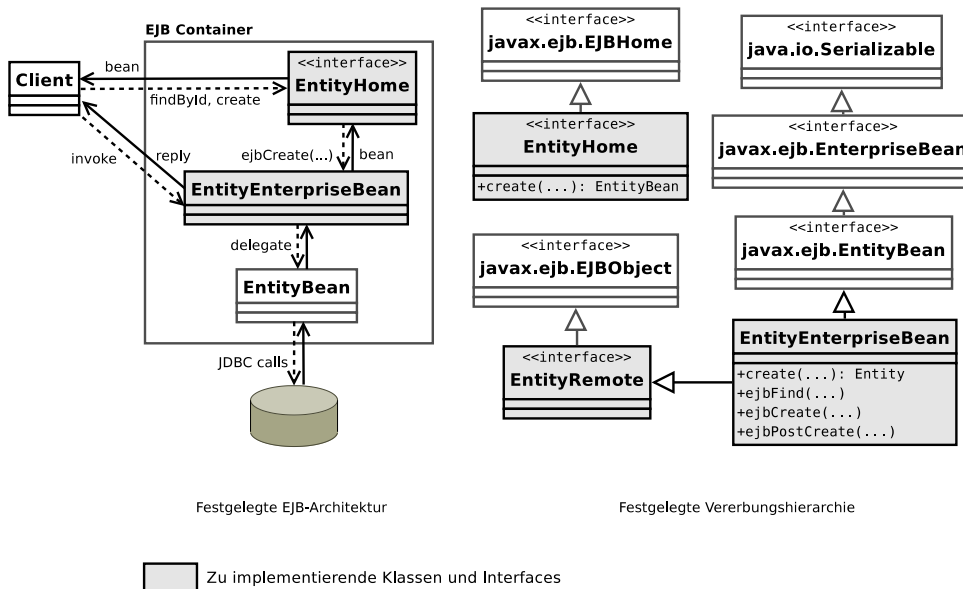 EJB Container
Client
bean
findById, create
<<interface>>
EntityHome
invoke
reply
ejbCreate(...)
bean
EntityEnterpriseBean
delegate
EntityBean
JDBC calls
Festgelegte EJB-Architektur
<<interface>>
javax.ejb.EJBHome
<<interface>>
EntityHome
+create(...): EntityBean
<<interface>>
javax.ejb.EJBObject
<<interface>>
EntityRemote
<<interface>>
java.io.Serializable
<<interface>>
javax.ejb.EnterpriseBean
<<interface>>
javax.ejb.EntityBean
EntityEnterpriseBean
+create(...): Entity
+ejbFind(...)
+ejbCreate(...)
+ejbPostCreate(...)
Festgelegte Vererbungshierarchie
Zu implementierende Klassen und Interfaces